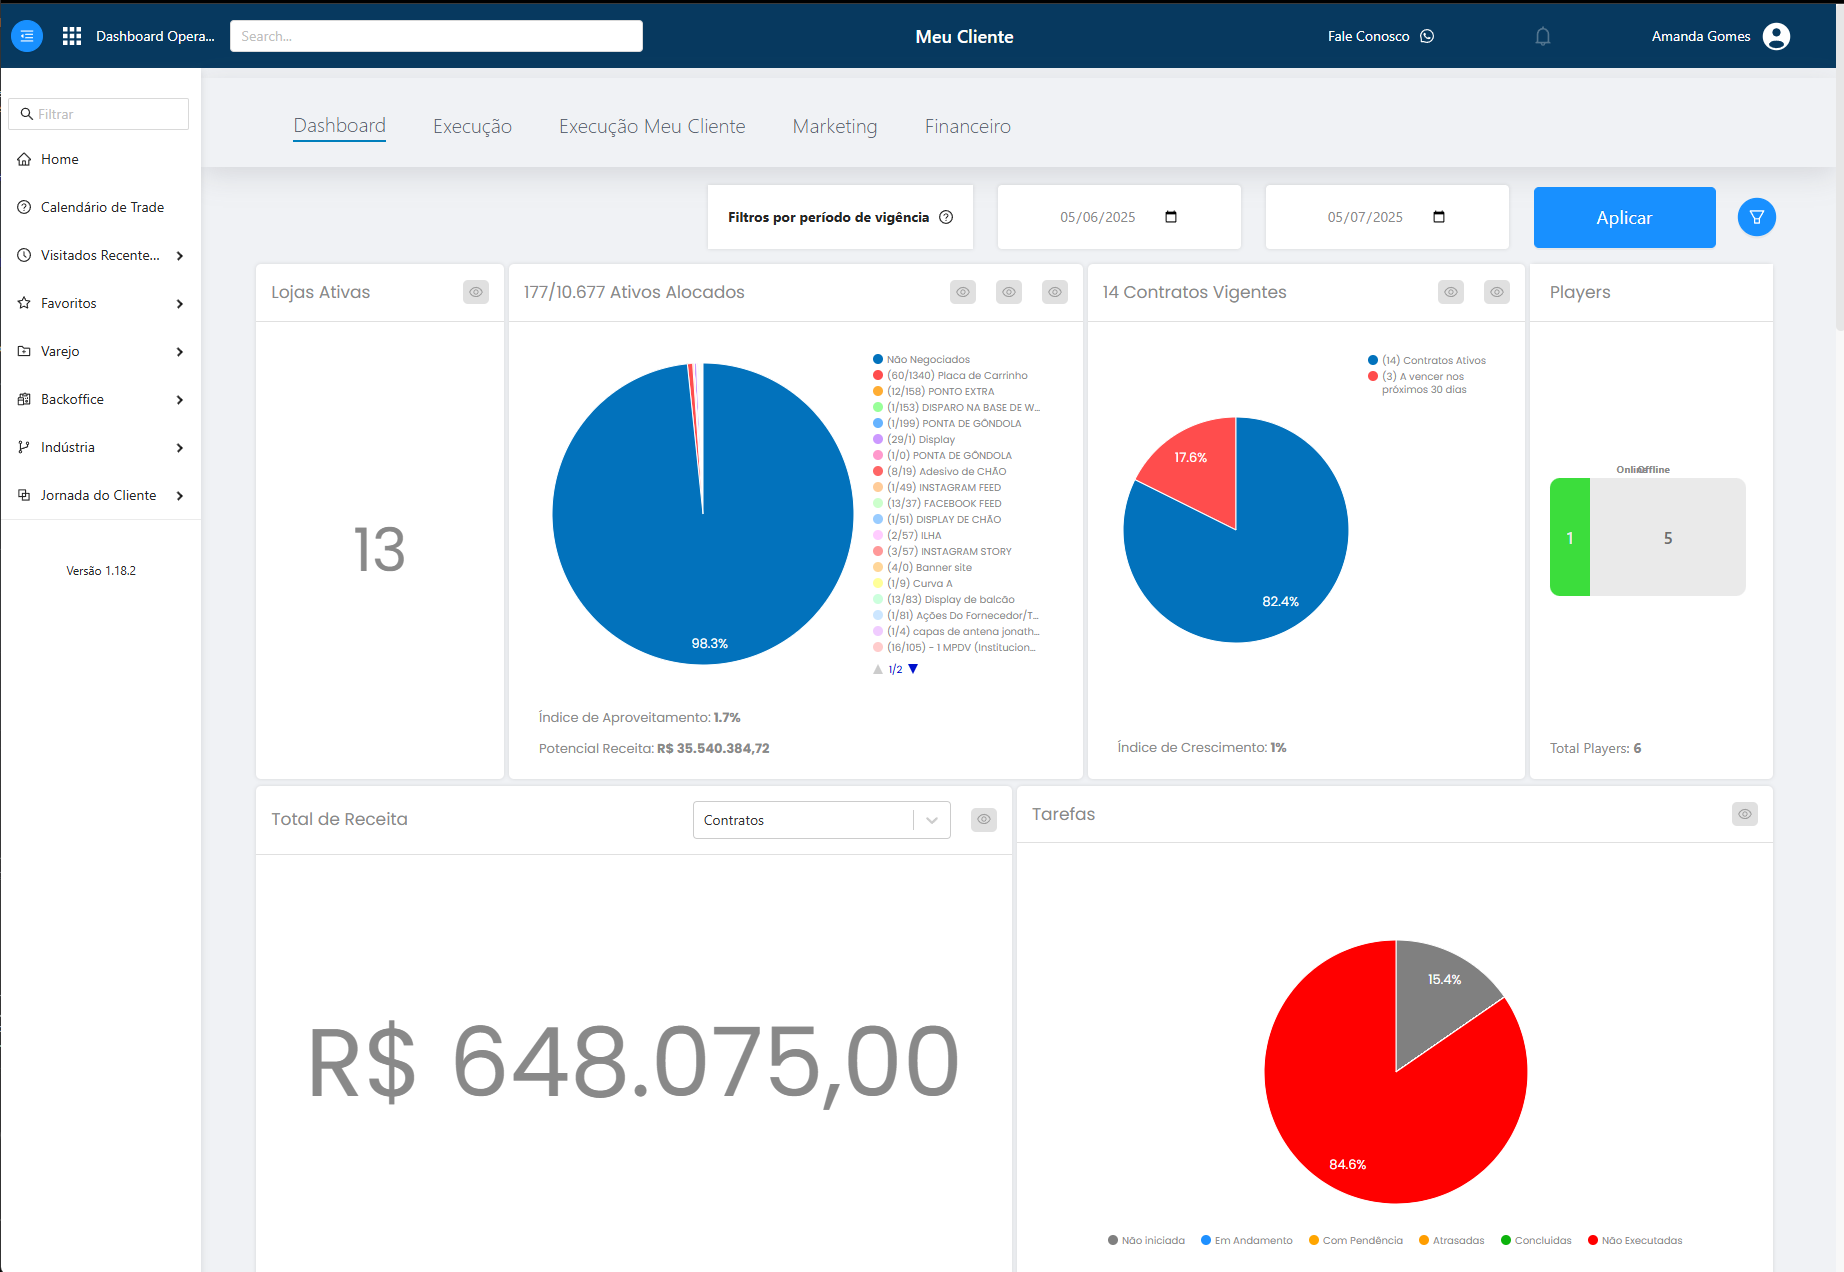 Dashboard Opera...
Search...
Meu Cliente
Fale Conosco
Amanda Gomes
Filtrar
Home
Calendário de Trade
Visitados Recente...
Favoritos
Varejo
Backoffice
Indústria
Jornada do Cliente
Versão 1.18.2
Dashboard
Execução
Execução Meu Cliente
Marketing
Financeiro
Filtros por período de vigência
05/06/2025
05/07/2025
Aplicar
Lojas Ativas
13
177/10.677 Ativos Alocados
98.3%
Não Negociados
(60/1340) Placa de Carrinho
(12/158) PONTO EXTRA
(1/153) DISPARO NA BASE DE W...
(1/199) PONTA DE GÔNDOLA
(29/1) Display
(1/0) PONTA DE GÔNDOLA
(8/19) Adesivo de CHÃO
(1/49) INSTAGRAM FEED
(13/37) FACEBOOK FEED
(1/51) DISPLAY DE CHÃO
(2/57) ILHA
(3/57) INSTAGRAM STORY
(4/0) Banner site
(1/9) Curva A
(13/83) Display de balcão
(1/81) Ações Do Fornecedor/T...
(1/4) capas de antena jonath...
(16/105) - 1 MPDV (Institucion...
1/2
Índice de Aproveitamento: 1.7%
Potencial Receita: R$ 35.540.384,72
14 Contratos Vigentes
(14) Contratos Ativos
(3) A vencer nos
próximos 30 dias
17.6%
82.4%
Índice de Crescimento: 1%
Players
Online
Offline
1
5
Total Players: 6
Total de Receita
Contratos
R$ 648.075,00
Tarefas
15.4%
84.6%
Não iniciada
Em Andamento
Com Pendência
Atrasadas
Concluidas
Não Executadas